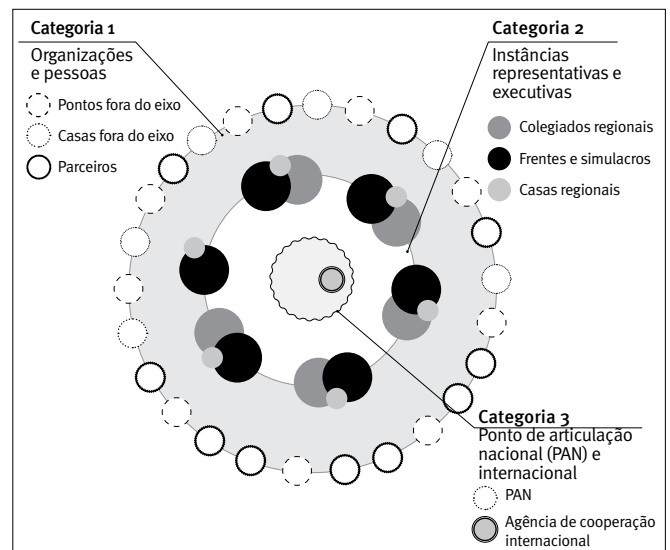 Categoria 1
Organizações
e pessoas
Pontos fora do eixo
Casas fora do eixo
Parceiros
Categoria 2
Instâncias
representativas e
executivas
Colegiados regionais
Frentes e simulacros
Casas regionais
Categoria 3
Ponto de articulação
nacional (PAN) e
internacional
PAN
Agência de cooperação
internacional